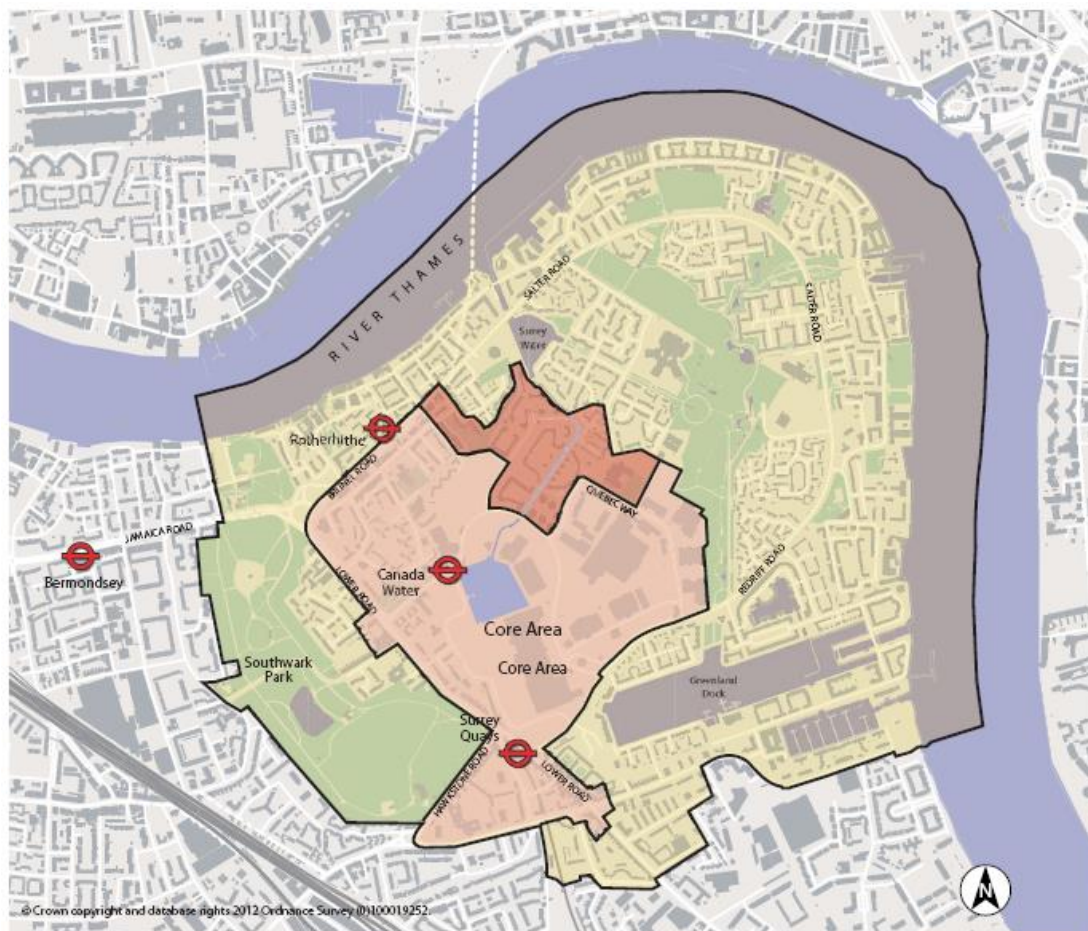 RIVER THAMES
SALTER ROAD
SALTER ROAD
Surrey
Water
Rotherhithe
BRUNEL ROAD
QUEBEC WAY
JAMAICA ROAD
Bermondsey
LOWER ROAD
Canada
Water
REDRIFF ROAD
Core Area
Core Area
Southwark
Park
Greenland
Dock
Surrey
Quays
HAWKSTONE ROAD
LOWER ROAD
N
© Crown copyright and database rights 2012 Ordnance Survey (0)100019252.